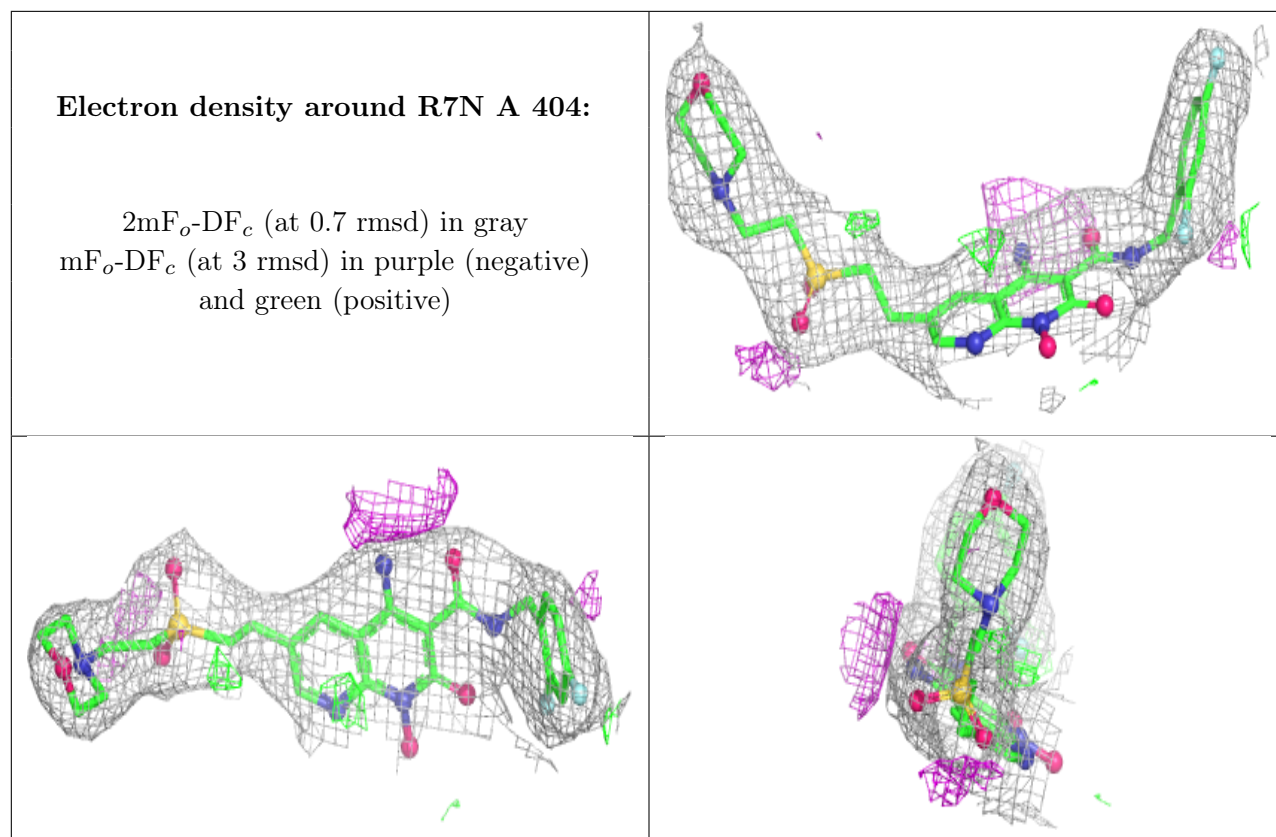 Electron density around R7N A 404:
2mFo-DFc (at 0.7 rmsd) in gray
mFo-DFc (at 3 rmsd) in purple (negative)
and green (positive)